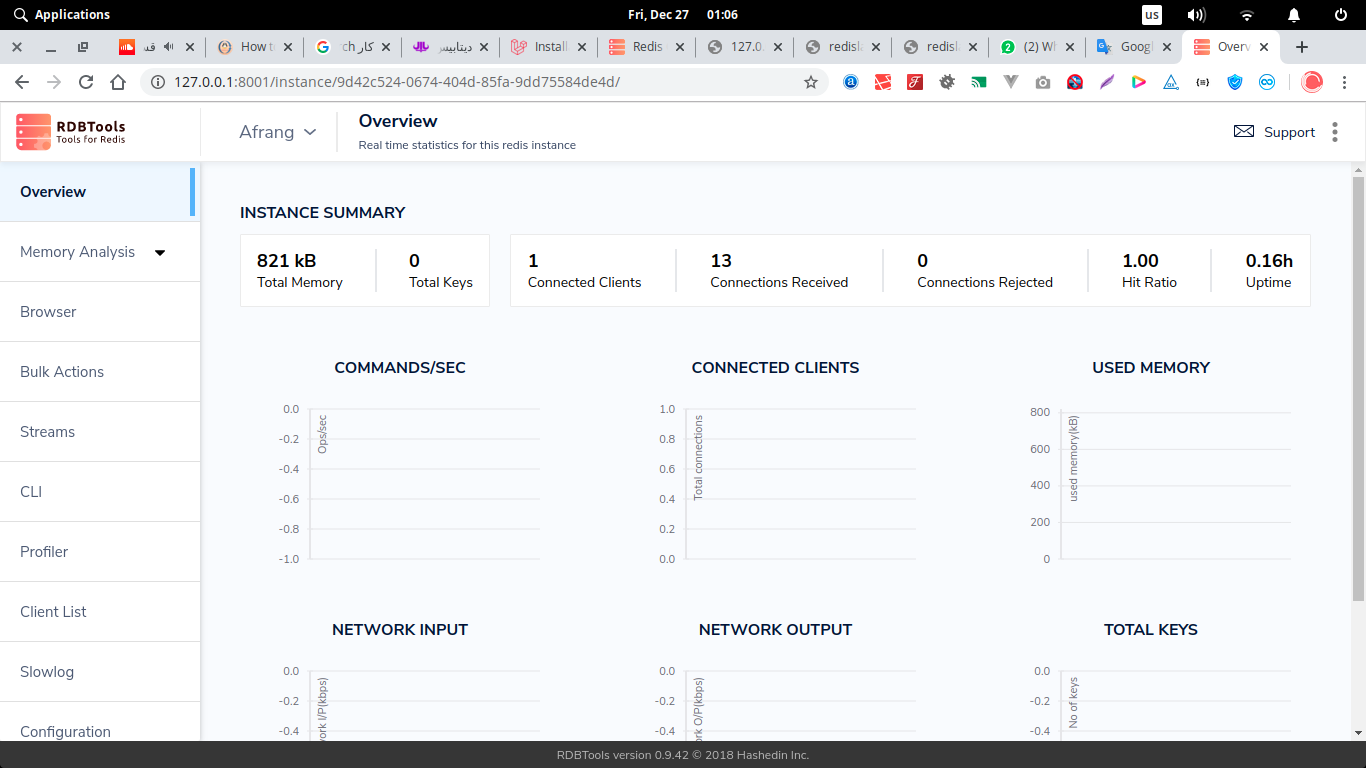 Applications
Fri, Dec 27 01:06
us
قس
How t
کار rch
دیتابیس
Install
Redis
127.0.
redisl
redisl
(2) Wh
Googl
Overv
127.0.0.1:8001/instance/9d42c524-0674-404d-85fa-9dd75584de4d/
RDBTools
Tools for Redis
Afrang
Overview
Real time statistics for this redis instance
Support
Overview
Memory Analysis
Browser
Bulk Actions
Streams
CLI
Profiler
Client List
Slowlog
Configuration
INSTANCE SUMMARY
821 kB
Total Memory
0
Total Keys
1
Connected Clients
13
Connections Received
0
Connections Rejected
1.00
Hit Ratio
0.16h
Uptime
COMMANDS/SEC
0.0
-0.2
-0.4
-0.6
-0.8
-1.0
Ops/sec
CONNECTED CLIENTS
1.0
0.8
0.6
0.4
0.2
0.0
Total connections
USED MEMORY
800
600
400
200
0
used memory(kB)
NETWORK INPUT
0.0
-0.2
-0.4
ork I/P(kbps)
NETWORK OUTPUT
0.0
-0.2
-0.4
rk O/P(kbps)
TOTAL KEYS
0.0
-0.2
-0.4
No of keys
RDBTools version 0.9.42 © 2018 Hashedin Inc.